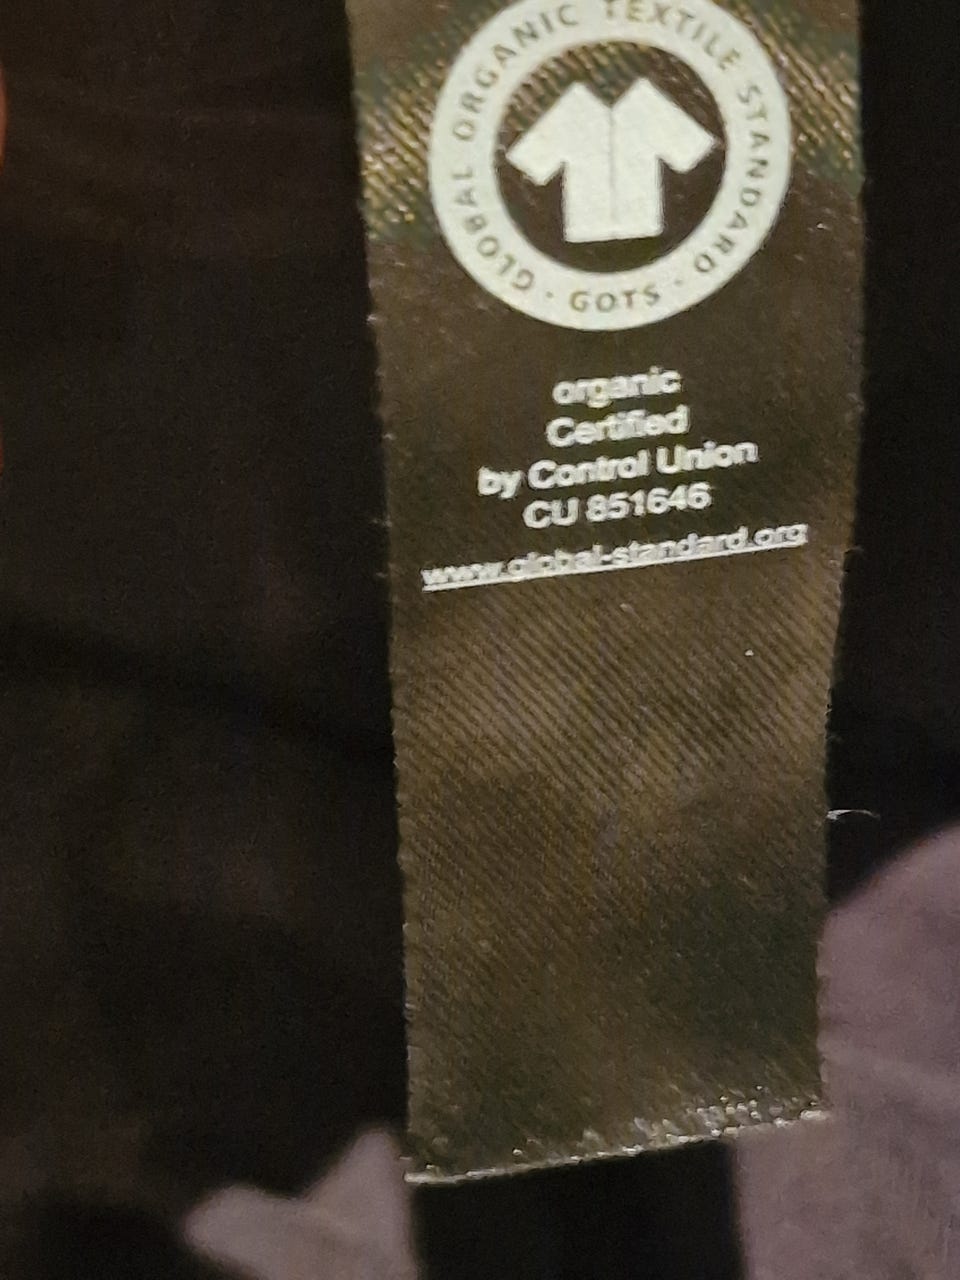 GLOBAL ORGANIC TEXTILE STANDARD · GOTS ·
organic
Certified
by Control Union
CU 851646
www.global-standard.org